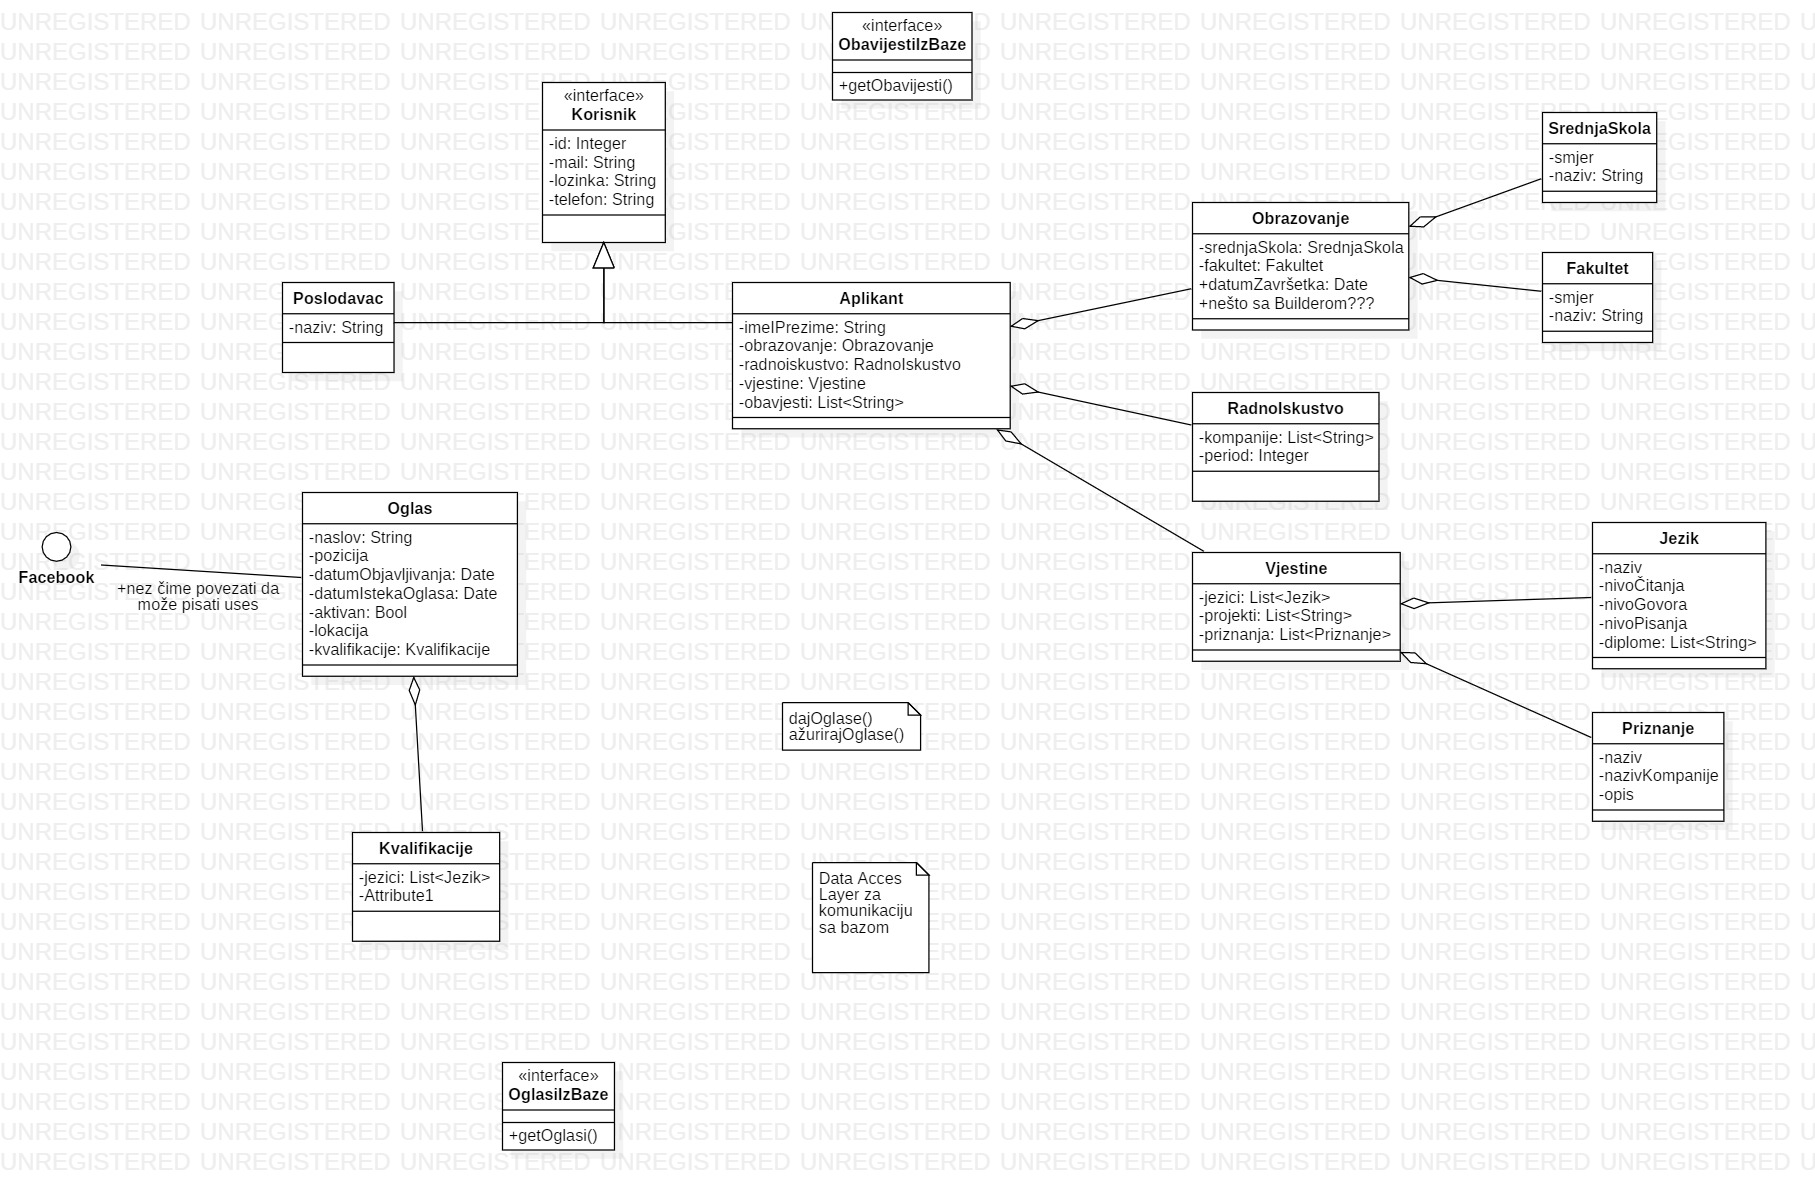 «interface»
ObavijestiIzBaze
+getObavijesti()
«interface»
Korisnik
-id: Integer
-mail: String
-lozinka: String
-telefon: String
SrednjaSkola
-smjer
-naziv: String
Obrazovanje
-srednjaSkola: SrednjaSkola
-fakultet: Fakultet
+datumZavršetka: Date
+nešto sa Builderom???
Fakultet
-smjer
-naziv: String
Poslodavac
-naziv: String
Aplikant
-imeIPrezime: String
-obrazovanje: Obrazovanje
-radnoiskustvo: RadnoIskustvo
-vjestine: Vjestine
-obavjesti: List<String>
RadnoIskustvo
-kompanije: List<String>
-period: Integer
Oglas
-naslov: String
-pozicija
-datumObjavljivanja: Date
-datumIstekaOglasa: Date
-aktivan: Bool
-lokacija
-kvalifikacije: Kvalifikacije
Facebook
+nez čime povezati da
može pisati uses
Vjestine
-jezici: List<Jezik>
-projekti: List<String>
-priznanja: List<Priznanje>
Jezik
-naziv
-nivoČitanja
-nivoGovora
-nivoPisanja
-diplome: List<String>
dajOglase()
ažurirajOglase()
Priznanje
-naziv
-nazivKompanije
-opis
Kvalifikacije
-jezici: List<Jezik>
-Attribute1
Data Acces
Layer za
komunikaciju
sa bazom
«interface»
OglasiIzBaze
+getOglasi()
UNREGISTERED